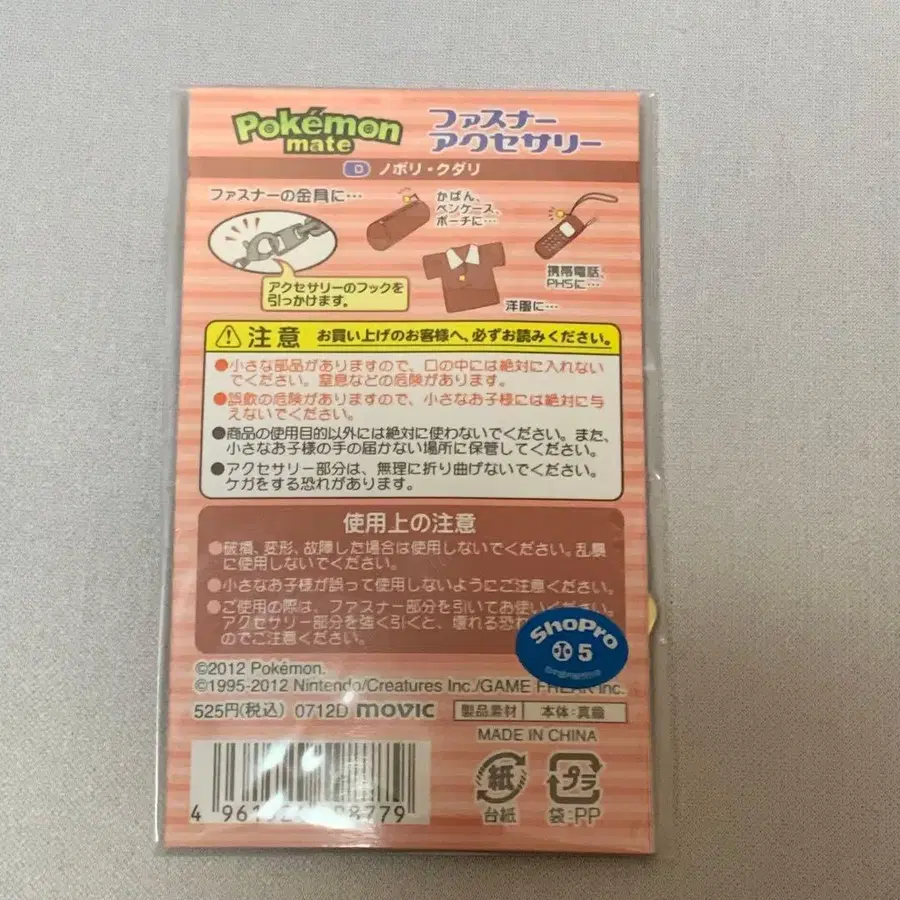 Pokémon
mate
ファスナー
アクセサリー
D ノボリ・クダリ
ファスナーの金具に…
かばん、
ペンケース、
ポーチに…
携帯電話、
PHSに…
アクセサリーのフックを
引っかけます。
洋服に…
注意 お買い上げのお客様へ、必ずお読みください。
●小さな部品がありますので、口の中には絶対に入れない
でください。窒息などの危険があります。
●誤飲の危険がありますので、小さなお子様には絶対に与
えないでください。
●商品の使用目的以外には絶対に使わないでください。また、
小さなお子様の手の届かない場所に保管してください。
●アクセサリー部分は、無理に折り曲げないでください。
ケガをする恐れがあります。
使用上の注意
●破損、変形、故障した場合は使用しないでください。乱暴
に使用しないでください。
●小さなお子様が誤って使用しないようにご注意ください。
●ご使用の際は、ファスナー部分を引いてお使いください。
アクセサリー部分を強く引くと、壊れる恐れ
のでご注意ください。
ShoPro
5
©2012 Pokémon.
©1995-2012 Nintendo/Creatures Inc./GAME FREAK inc.
525円(税込) 0712D movic 製品素材 本体:真鍮
MADE IN CHINA
4 8779
紙
台紙
プラ
袋:PP